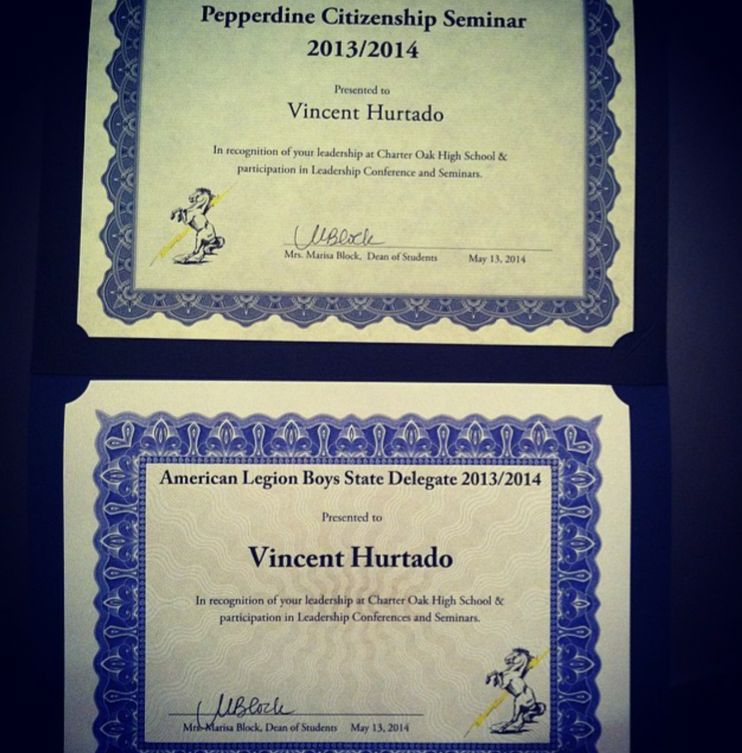 Pepperdine Citizenship Seminar
2013/2014
Presented to
Vincent Hurtado
In recognition of your leadership at Charter Oak High School &
participation in Leadership Conference and Seminars.
MBlock
Mrs. Marisa Block, Dean of Students May 13, 2014
American Legion Boys State Delegate 2013/2014
Presented to
Vincent Hurtado
In recognition of your leadership at Charter Oak High School &
participation in Leadership Conferences and Seminars.
MBlock
Mrs. Marisa Block, Dean of Students May 13, 2014